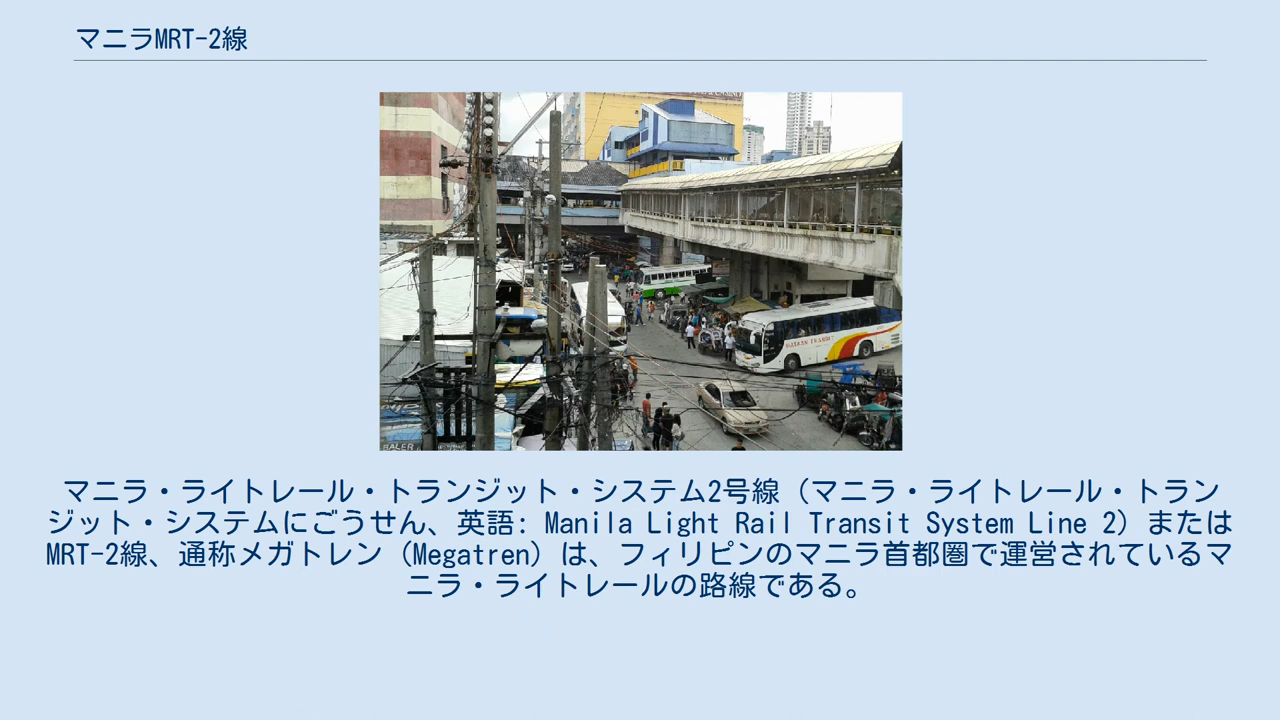 マニラMRT-2線
BALER
マニラ・ライトレール・トランジット・システム2号線（マニラ・ライトレール・トラン
ジット・システムにごうせん、英語: Manila Light Rail Transit System Line 2）または
MRT-2線、通称メガトレン（Megatren）は、フィリピンのマニラ首都圏で運営されているマ
ニラ・ライトレールの路線である。